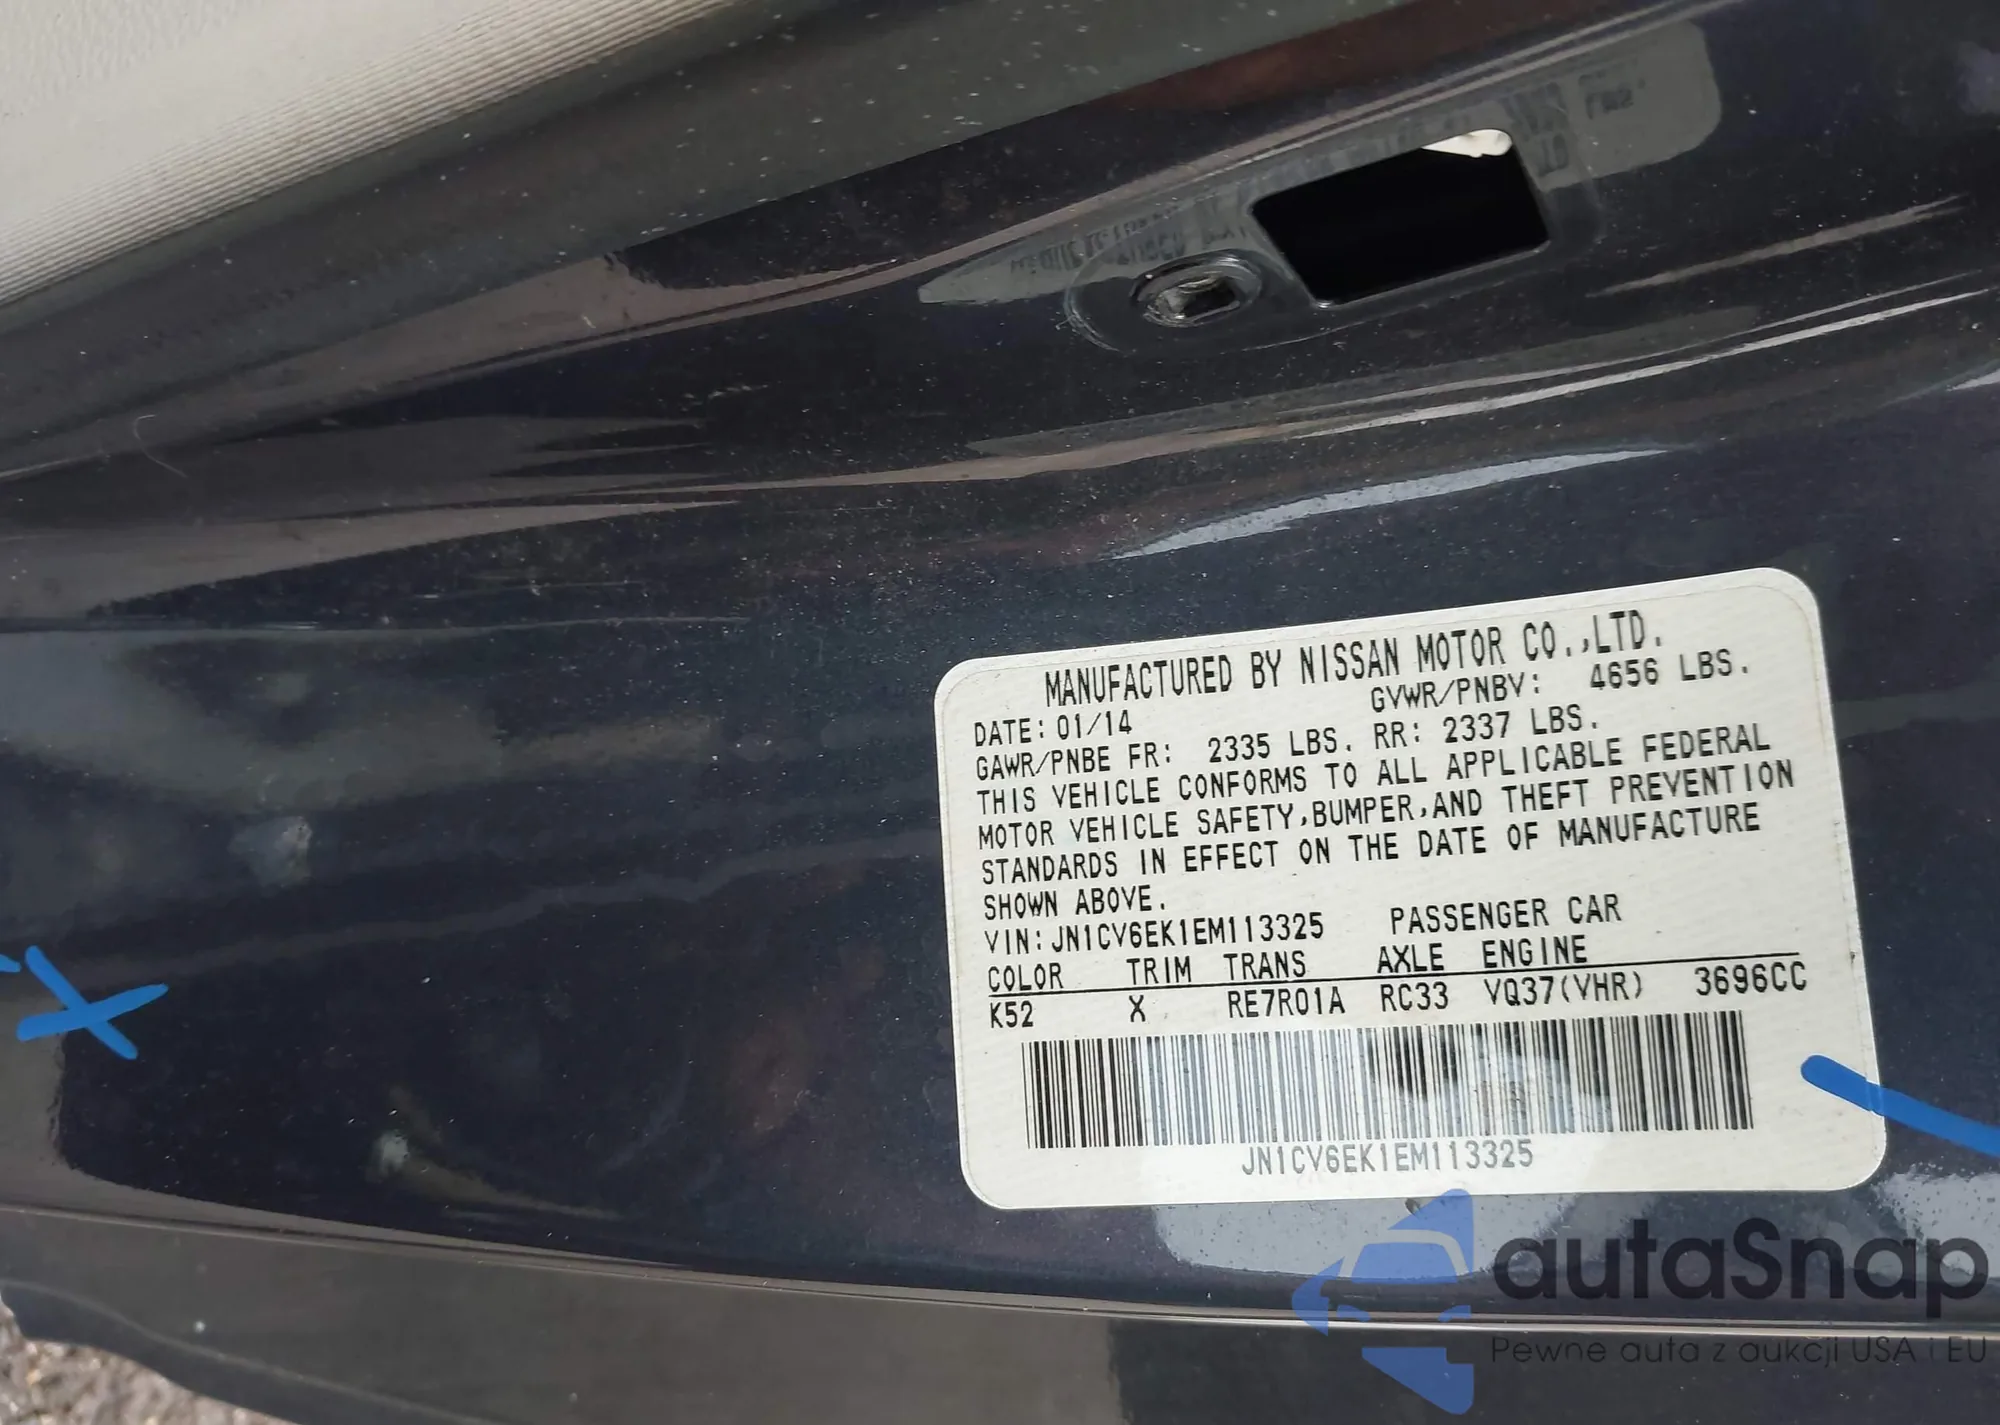 MANUFACTURED BY NISSAN MOTOR CO.,LTD.
GVWR/PNBV: 4656 LBS.
DATE: 01/14
GAWR/PNBE FR: 2335 LBS. RR: 2337 LBS.
THIS VEHICLE CONFORMS TO ALL APPLICABLE FEDERAL
MOTOR VEHICLE SAFETY,BUMPER,AND THEFT PREVENTION
STANDARDS IN EFFECT ON THE DATE OF MANUFACTURE
SHOWN ABOVE.
VIN: JN1CV6EK1EM113325 PASSENGER CAR
COLOR TRIM TRANS AXLE ENGINE
K52 X RE7R01A RC33 VQ37(VHR) 3696CC
JN1CV6EK1EM113325
autaSnap
Pewne auta z aukcji USA i EU